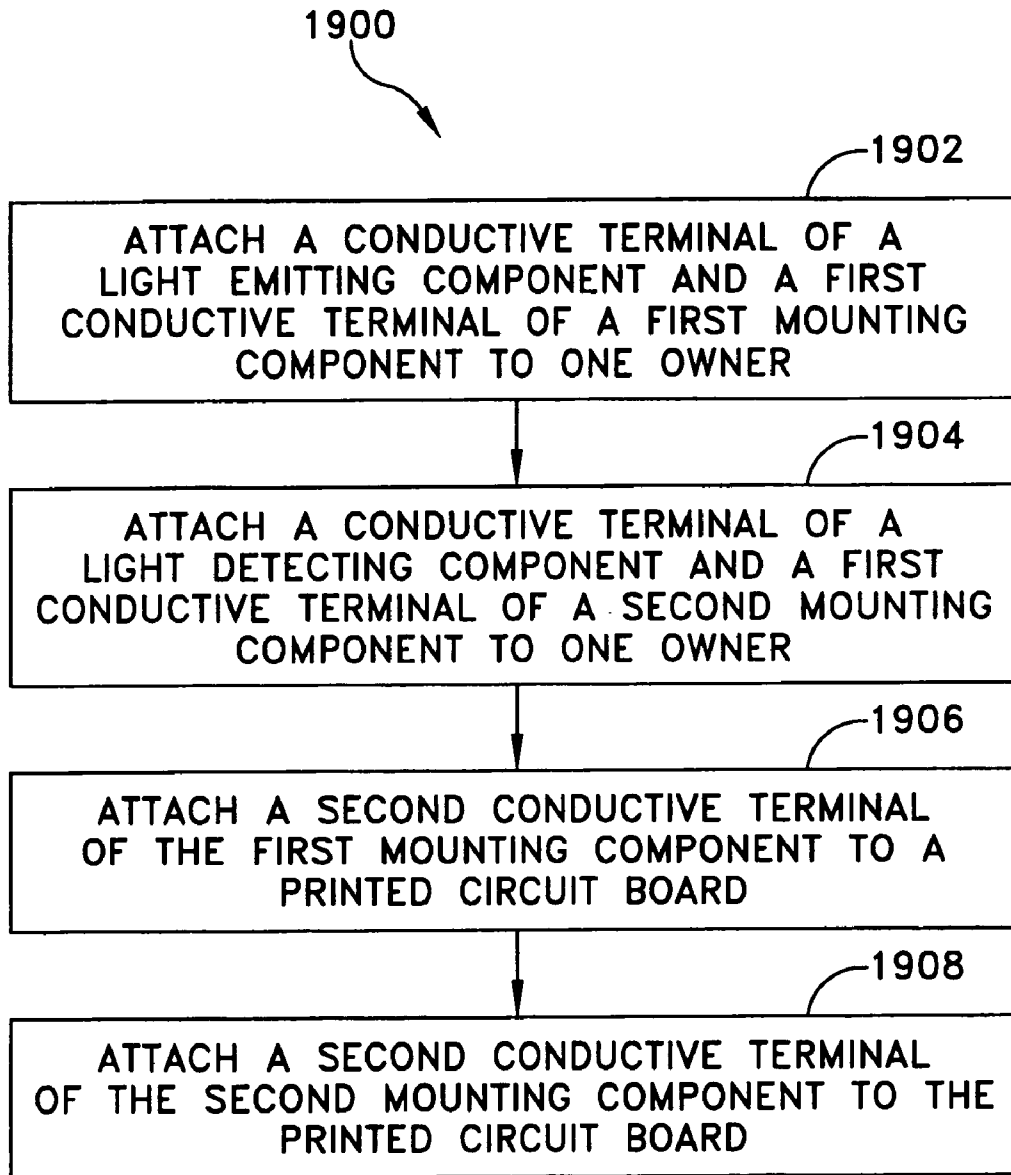 1900
1902
ATTACH A CONDUCTIVE TERMINAL OF A
LIGHT EMITTING COMPONENT AND A FIRST
CONDUCTIVE TERMINAL OF A FIRST MOUNTING
COMPONENT TO ONE OWNER
1904
ATTACH A CONDUCTIVE TERMINAL OF A
LIGHT DETECTING COMPONENT AND A FIRST
CONDUCTIVE TERMINAL OF A SECOND MOUNTING
COMPONENT TO ONE OWNER
1906
ATTACH A SECOND CONDUCTIVE TERMINAL
OF THE FIRST MOUNTING COMPONENT TO A
PRINTED CIRCUIT BOARD
1908
ATTACH A SECOND CONDUCTIVE TERMINAL
OF THE SECOND MOUNTING COMPONENT TO THE
PRINTED CIRCUIT BOARD